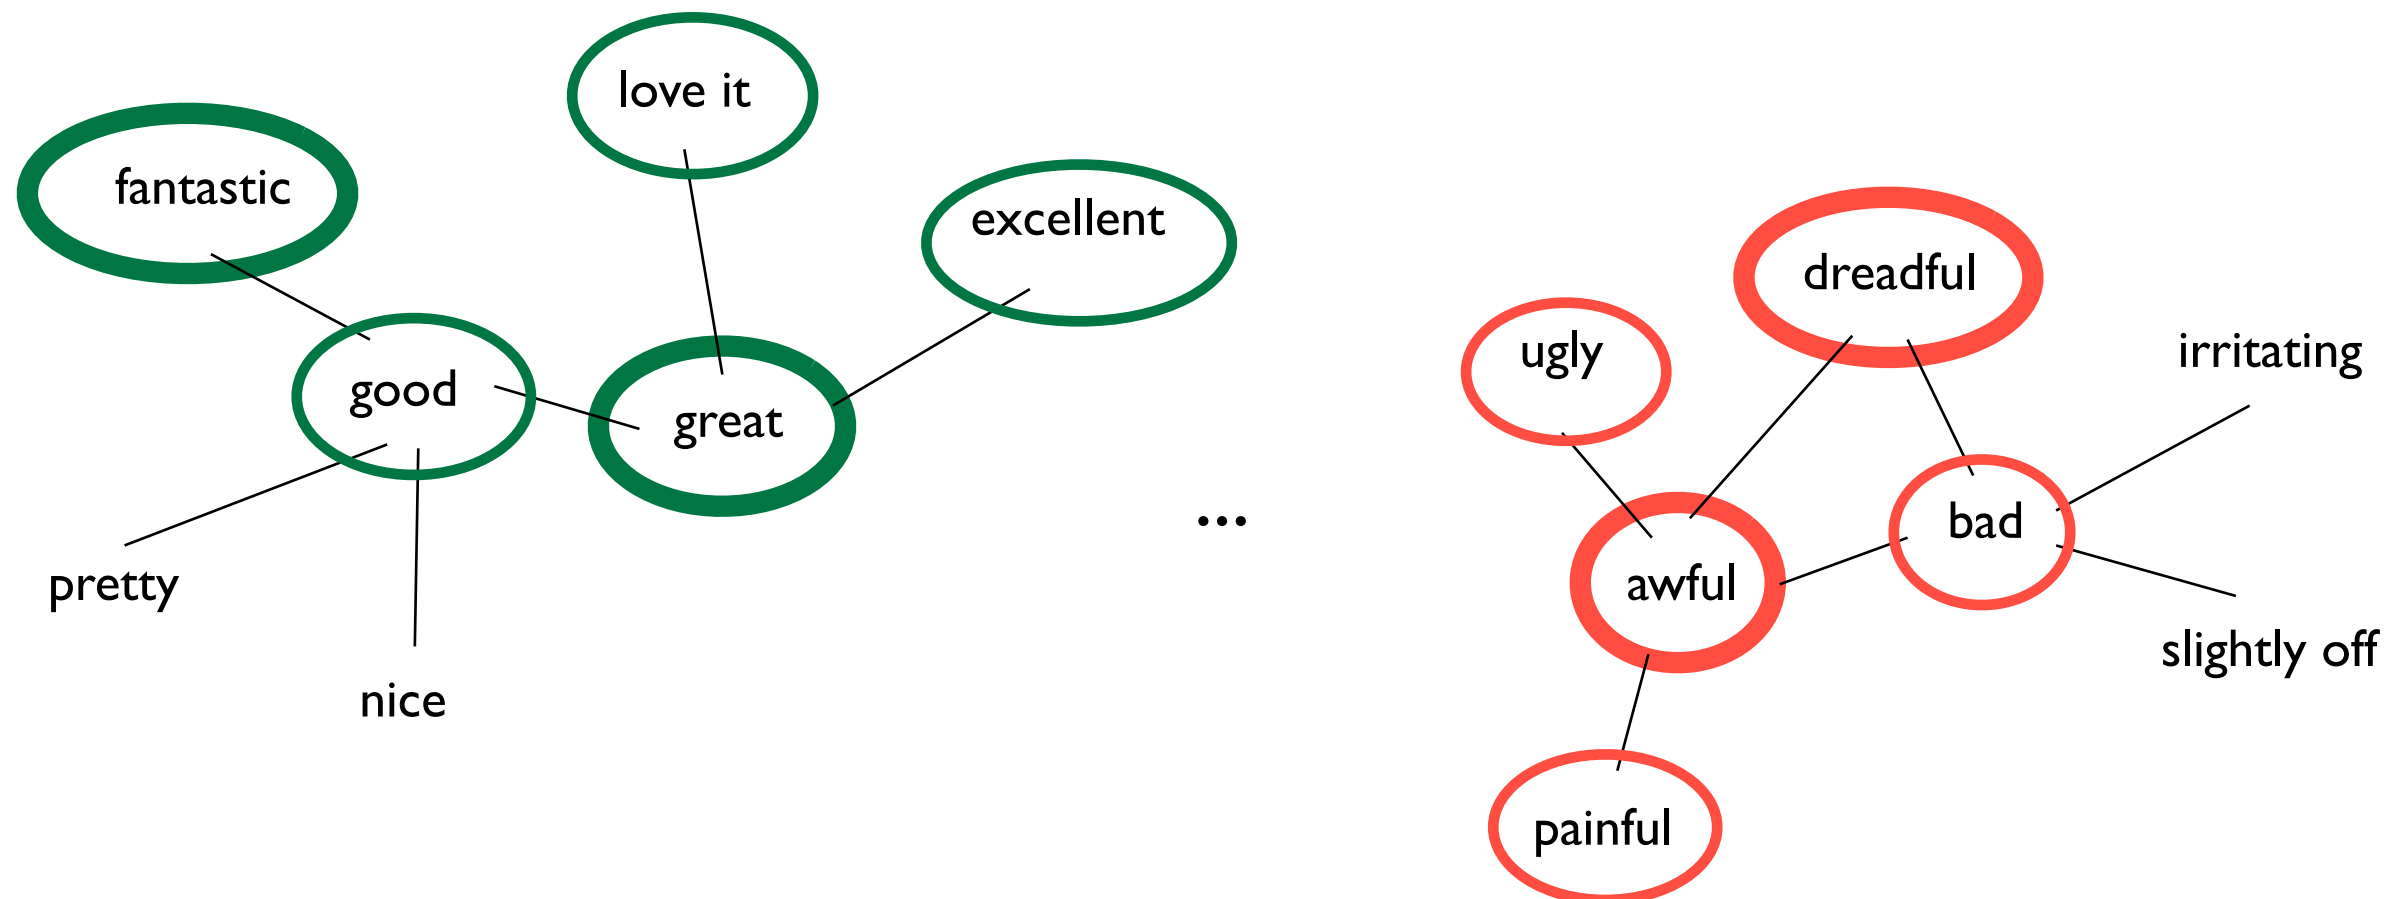 love it
fantastic
excellent
good
great
pretty
nice
...
dreadful
ugly
irritating
bad
awful
slightly off
painful